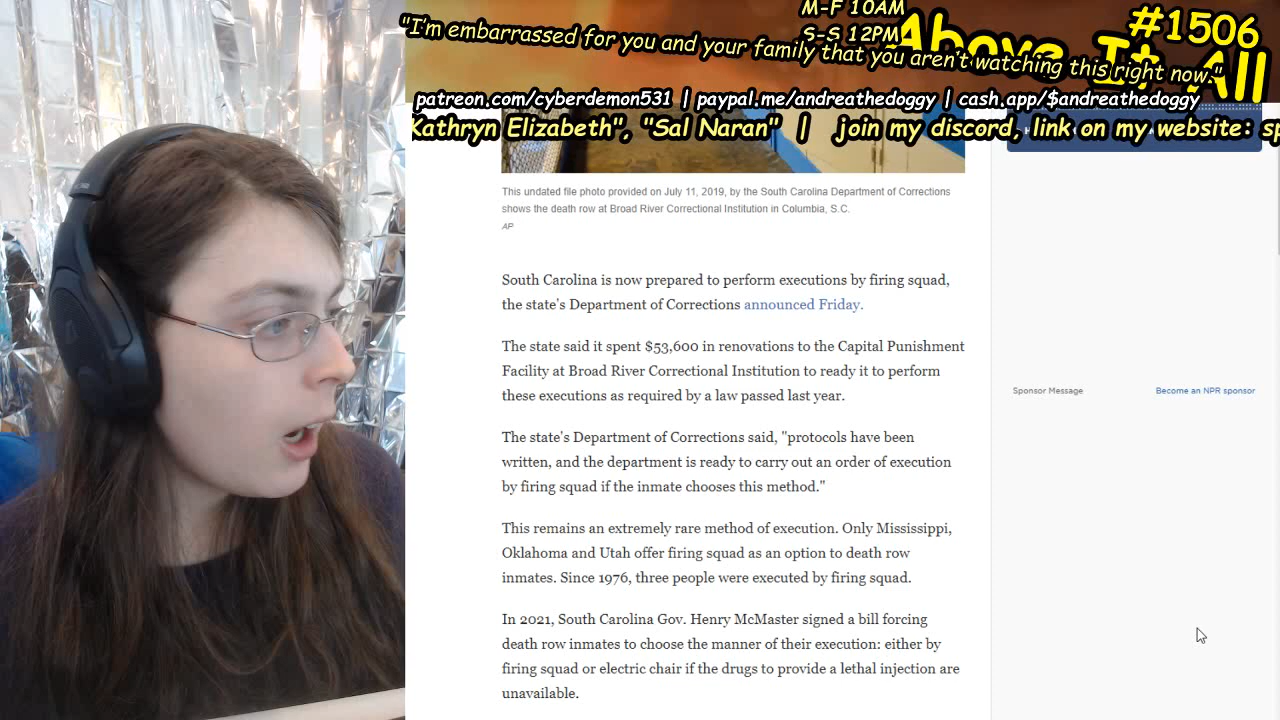 M-F 10AM
S-S 12PM
Above It All
#1506
"I'm embarrassed for you and your family that you aren't watching this right now."
patreon.com/cyberdemon531 | paypal.me/andreathedoggy | cash.app/$andreathedoggy
Kathryn Elizabeth", "Sal Naran" | join my discord, link on my website: sp
This undated file photo provided on July 11, 2019, by the South Carolina Department of Corrections
shows the death row at Broad River Correctional Institution in Columbia, S.C.
AP
South Carolina is now prepared to perform executions by firing squad,
the state's Department of Corrections announced Friday.
The state said it spent $53,600 in renovations to the Capital Punishment
Facility at Broad River Correctional Institution to ready it to perform
these executions as required by a law passed last year.
Sponsor Message
Become an NPR sponsor
The state's Department of Corrections said, "protocols have been
written, and the department is ready to carry out an order of execution
by firing squad if the inmate chooses this method."
This remains an extremely rare method of execution. Only Mississippi,
Oklahoma and Utah offer firing squad as an option to death row
inmates. Since 1976, three people were executed by firing squad.
In 2021, South Carolina Gov. Henry McMaster signed a bill forcing
death row inmates to choose the manner of their execution: either by
firing squad or electric chair if the drugs to provide a lethal injection are
unavailable.